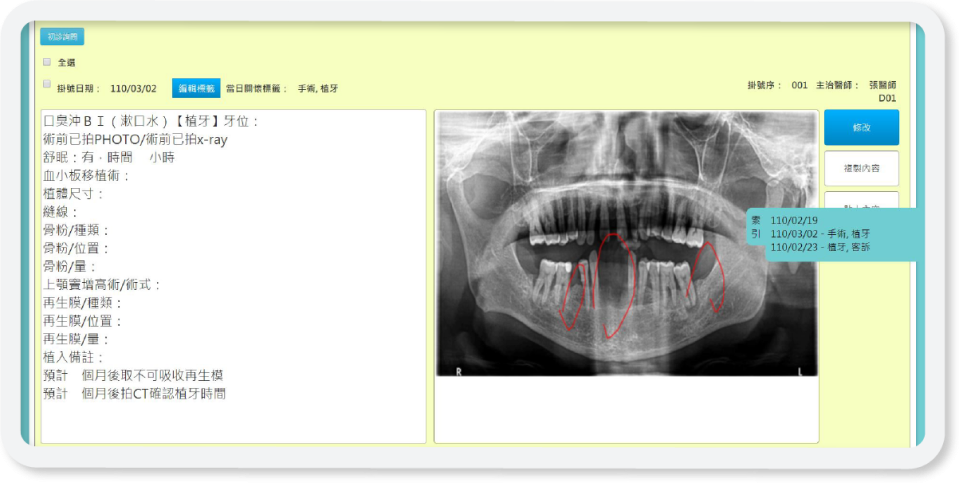 初診詢問
全選
掛號日期： 110/03/02 編輯標籤 當日關懷標籤： 手術, 植牙
掛號序： 001 主治醫師： 張醫師
D01
口臭沖ＢＩ（漱口水）【植牙】牙位：
術前已拍PHOTO/術前已拍x-ray
舒眠：有，時間 小時
血小板移植術：
植體尺寸：
縫線：
骨粉/種類：
骨粉/位置：
骨粉/量：
上顎竇增高術/術式：
再生膜/種類：
再生膜/位置：
再生膜/量：
植入備註：
預計 個月後取不可吸收再生模
預計 個月後拍CT確認植牙時間
R
L
修改
複製內容
索引
110/02/19
110/03/02 - 手術, 植牙
110/02/23 - 植牙, 客訴